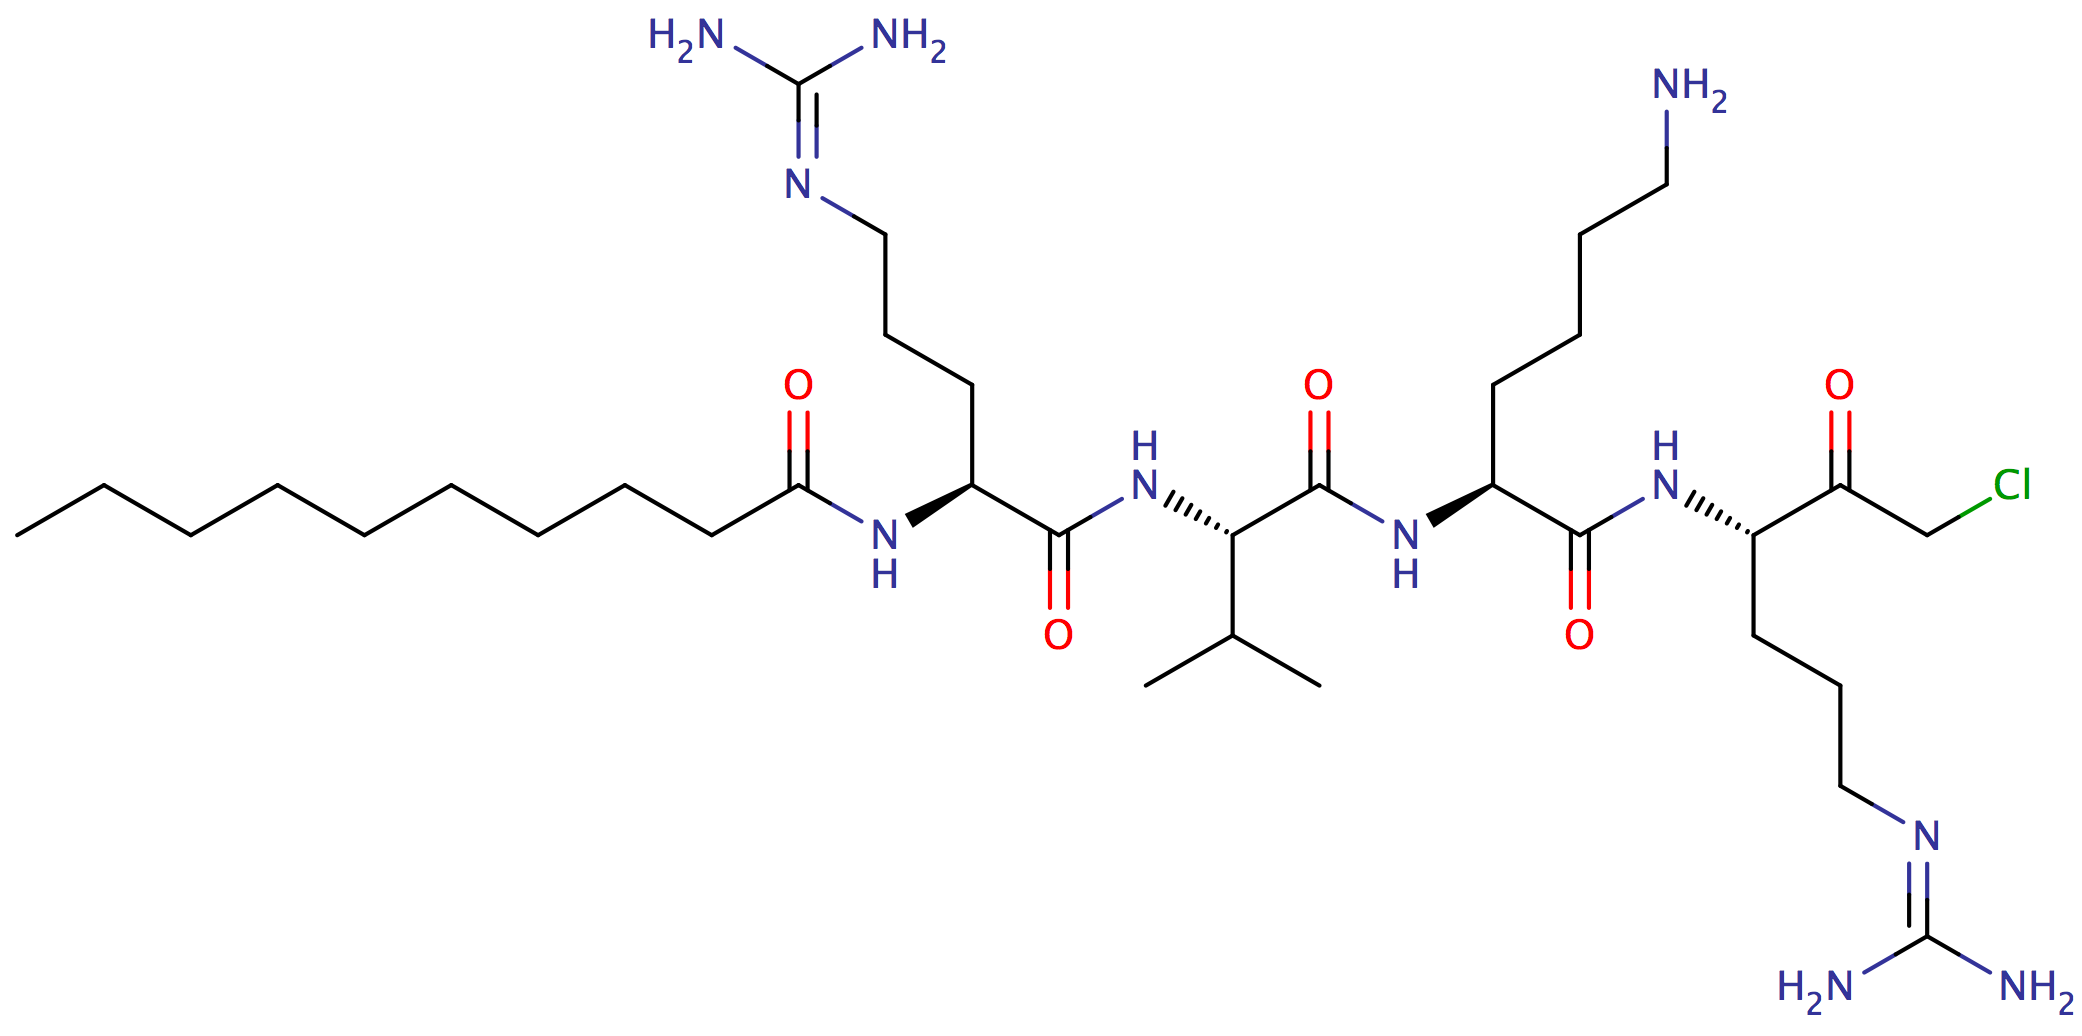 H2N NH2
NH2
N
O O O
H H
N N Cl
N N
H H
O O
N
H2N NH2